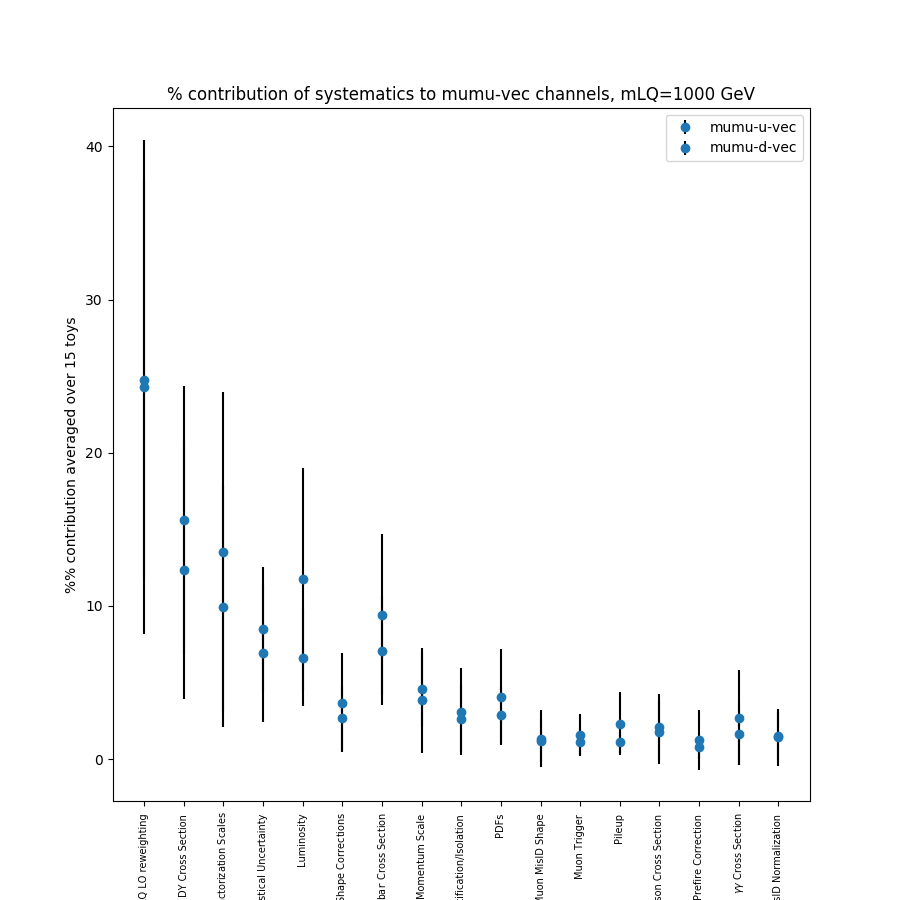 % contribution of systematics to mumu-vec channels, mLQ=1000 GeV
mumu-u-vec
mumu-d-vec
%% contribution averaged over 15 toys
40
30
20
10
0
Q LO reweighting
DY Cross Section
ctorization Scales
stical Uncertainty
Luminosity
Shape Corrections
bar Cross Section
Momentum Scale
tification/Isolation
PDFs
Muon MisID Shape
Muon Trigger
Pileup
son Cross Section
Prefire Correction
γγ Cross Section
sID Normalization